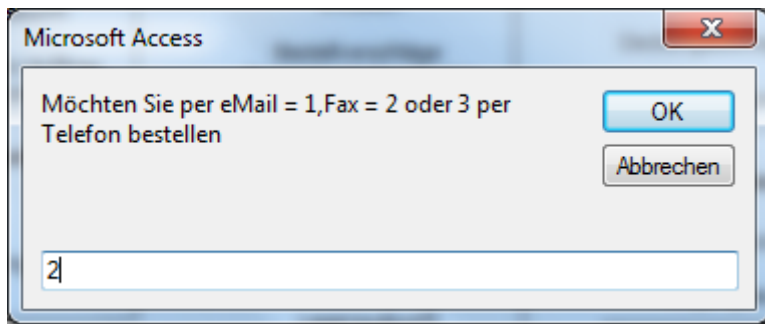 Microsoft Access
Möchten Sie per eMail = 1,Fax = 2 oder 3 per
Telefon bestellen
OK
Abbrechen
2